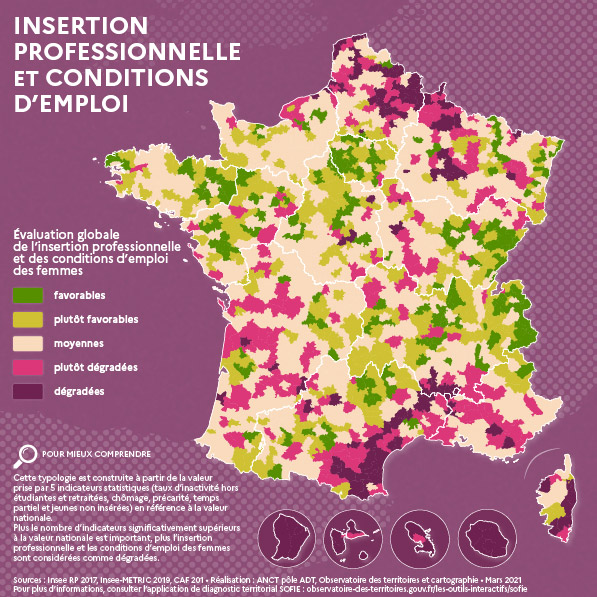 INSERTION
PROFESSIONNELLE
ET CONDITIONS
D'EMPLOI
Évaluation globale
de l'insertion professionnelle
et des conditions d'emploi
des femmes
favorables
plutôt favorables
moyennes
plutôt dégradées
dégradées
POUR MIEUX COMPRENDRE
Cette typologie est construite à partir de la valeur
prise par 5 indicateurs statistiques (taux d'inactivité hors
étudiantes et retraitées, chômage, précarité, temps
partiel et jeunes non insérées) en référence à la valeur
nationale.
Plus le nombre d'indicateurs significativement supérieurs
à la valeur nationale est important, plus l'insertion
professionnelle et les conditions d'emploi des femmes
sont considérées comme dégradées.
Sources : Insee RP 2017, Insee-METRIC 2019, CAF 201 • Réalisation : ANCT pôle ADT, Observatoire des territoires et cartographie • Mars 2021
Pour plus d'informations, consulter l'application de diagnostic territorial SOFIE : observatoire-des-territoires.gouv.fr/les-outils-interactifs/sofie